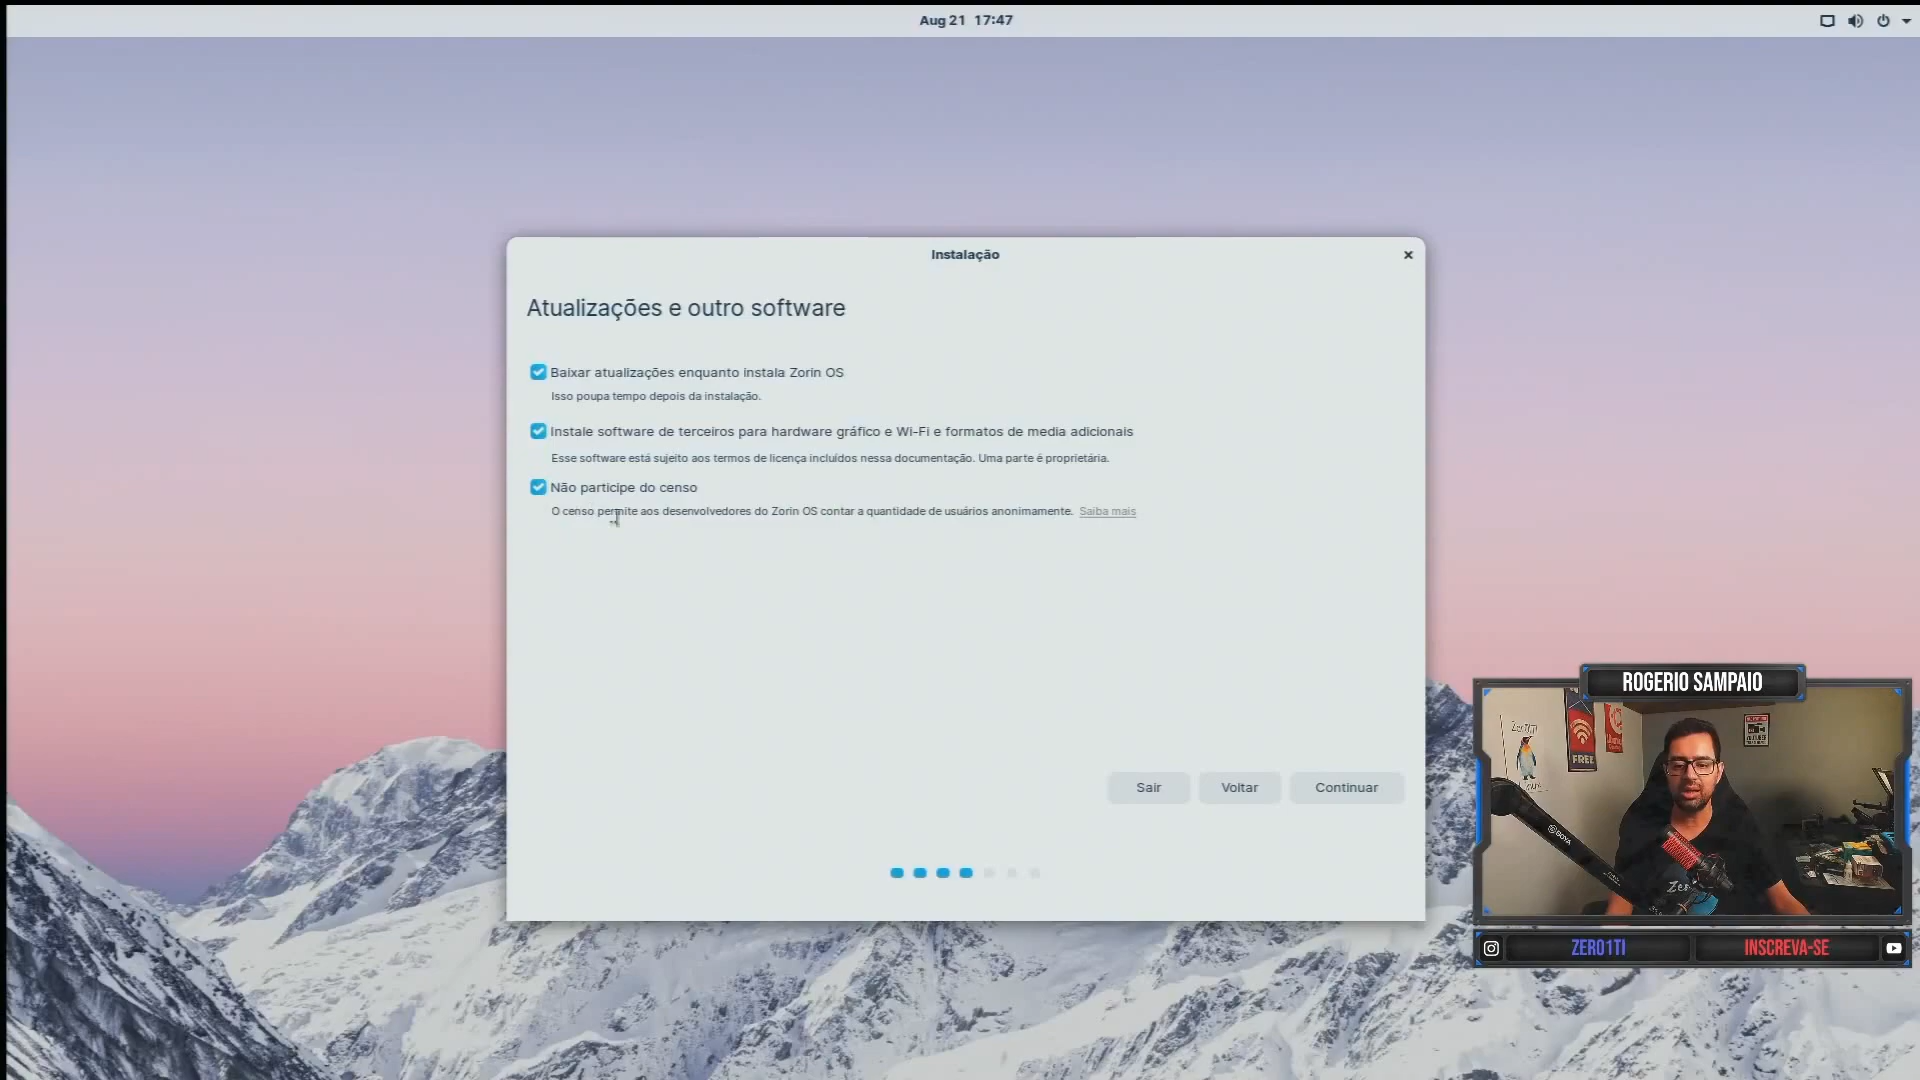 Aug 21 17:47
Instalação
Atualizações e outro software
Baixar atualizações enquanto instala Zorin OS
Isso poupa tempo depois da instalação.
Instale software de terceiros para hardware gráfico e Wi-Fi e formatos de media adicionais
Esse software está sujeito aos termos de licença incluídos nessa documentação. Uma parte é proprietária.
Não participe do censo
O censo permite aos desenvolvedores do Zorin OS contar a quantidade de usuários anonimamente. Saiba mais
Sair
Voltar
Continuar
ROGERIO SAMPAIO
FREE
BOYA
ZERO1TI
INSCREVA-SE